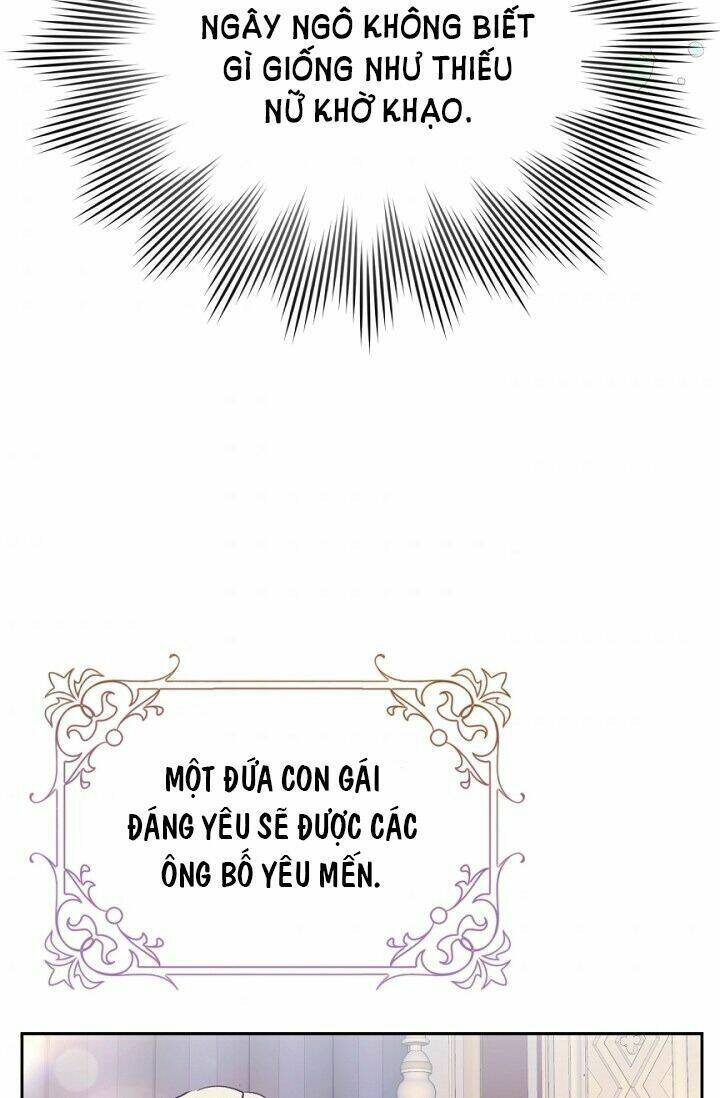 NGÂY NGÔ KHÔNG BIẾT
GÌ GIỐNG NHƯ THIẾU
NỮ KHỜ KHẠO.
MỘT ĐỨA CON GÁI
ĐÁNG YÊU SẼ ĐƯỢC CÁC
ÔNG BỐ YÊU MẾN.